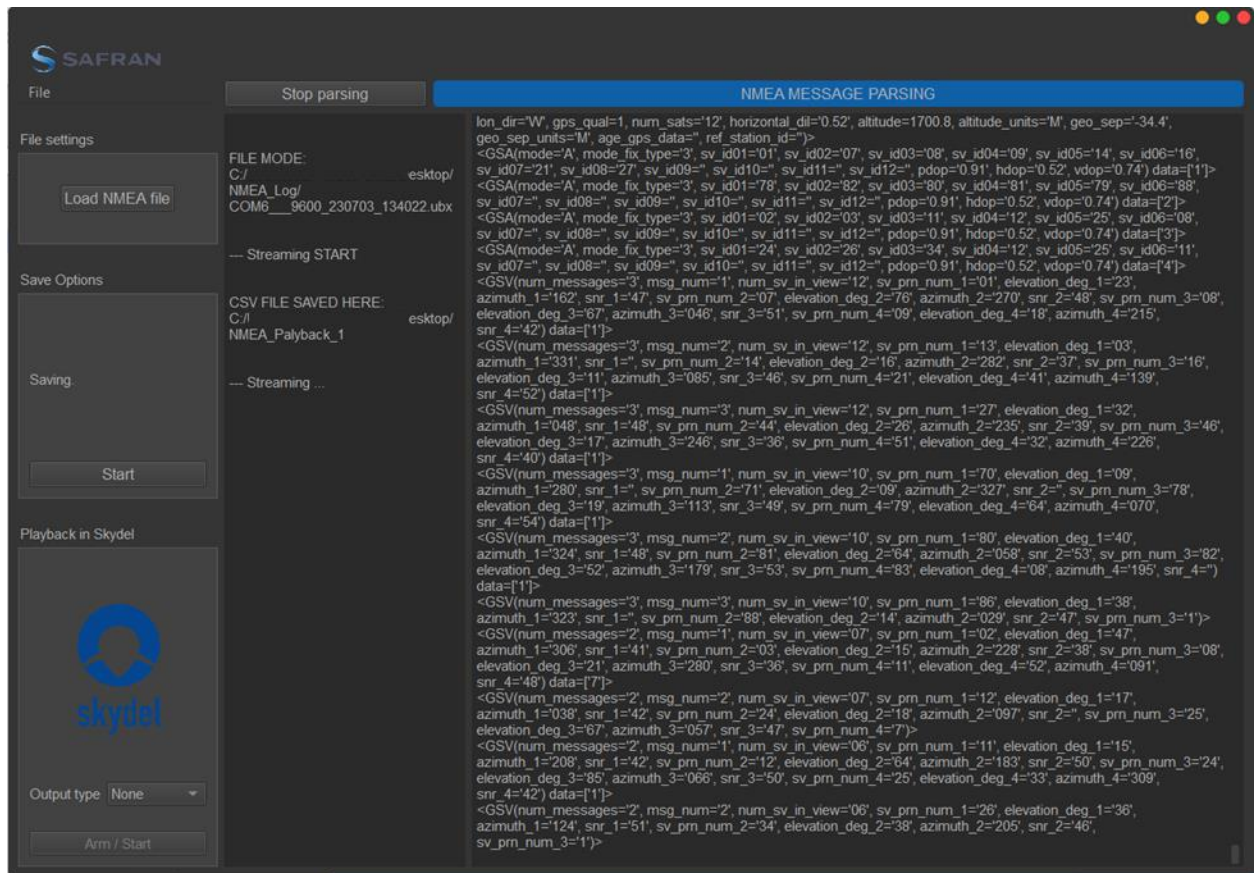 SAFRAN
File
Stop parsing
NMEA MESSAGE PARSING
File settings
Load NMEA file
Save Options
Saving.
Start
Playback in Skydel
skydel
Output type None
Arm / Start
FILE MODE:
C:/ esktop/
NMEA_Log/
COM6___9600_230703_134022.ubx
--- Streaming START
CSV FILE SAVED HERE:
C:/ esktop/
NMEA_Palyback_1
--- Streaming ...
lon_dir='W', gps_qual=1, num_sats='12', horizontal_dil='0.52', altitude=1700.8, altitude_units='M', geo_sep='-34.4',
geo_sep_units='M', age_gps_data='', ref_station_id='')>
<GSA(mode='A', mode_fix_type='3', sv_id01='01', sv_id02='07', sv_id03='08', sv_id04='09', sv_id05='14', sv_id06='16',
sv_id07='21', sv_id08='27', sv_id09='', sv_id10='', sv_id11='', sv_id12='', pdop='0.91', hdop='0.52', vdop='0.74') data=['1']>
<GSA(mode='A', mode_fix_type='3', sv_id01='78', sv_id02='82', sv_id03='80', sv_id04='81', sv_id05='79', sv_id06='88',
sv_id07='', sv_id08='', sv_id09='', sv_id10='', sv_id11='', sv_id12='', pdop='0.91', hdop='0.52', vdop='0.74') data=['2']>
<GSA(mode='A', mode_fix_type='3', sv_id01='02', sv_id02='03', sv_id03='11', sv_id04='12', sv_id05='25', sv_id06='08',
sv_id07='', sv_id08='', sv_id09='', sv_id10='', sv_id11='', sv_id12='', pdop='0.91', hdop='0.52', vdop='0.74') data=['3']>
<GSA(mode='A', mode_fix_type='3', sv_id01='24', sv_id02='26', sv_id03='34', sv_id04='12', sv_id05='25', sv_id06='11',
sv_id07='', sv_id08='', sv_id09='', sv_id10='', sv_id11='', sv_id12='', pdop='0.91', hdop='0.52', vdop='0.74') data=['4']>
<GSV(num_messages='3', msg_num='1', num_sv_in_view='12', sv_prn_num_1='01', elevation_deg_1='23',
azimuth_1='162', snr_1='47', sv_prn_num_2='07', elevation_deg_2='76', azimuth_2='270', snr_2='48', sv_prn_num_3='08',
elevation_deg_3='67', azimuth_3='046', snr_3='51', sv_prn_num_4='09', elevation_deg_4='18', azimuth_4='215',
snr_4='42') data=['1']>
<GSV(num_messages='3', msg_num='2', num_sv_in_view='12', sv_prn_num_1='13', elevation_deg_1='03',
azimuth_1='331', snr_1='', sv_prn_num_2='14', elevation_deg_2='16', azimuth_2='282', snr_2='37', sv_prn_num_3='16',
elevation_deg_3='11', azimuth_3='085', snr_3='46', sv_prn_num_4='21', elevation_deg_4='41', azimuth_4='139',
snr_4='52') data=['1']>
<GSV(num_messages='3', msg_num='3', num_sv_in_view='12', sv_prn_num_1='27', elevation_deg_1='32',
azimuth_1='048', snr_1='48', sv_prn_num_2='44', elevation_deg_2='26', azimuth_2='235', snr_2='39', sv_prn_num_3='46',
elevation_deg_3='17', azimuth_3='246', snr_3='36', sv_prn_num_4='51', elevation_deg_4='32', azimuth_4='226',
snr_4='40') data=['1']>
<GSV(num_messages='3', msg_num='1', num_sv_in_view='10', sv_prn_num_1='70', elevation_deg_1='09',
azimuth_1='280', snr_1='', sv_prn_num_2='71', elevation_deg_2='09', azimuth_2='327', snr_2='', sv_prn_num_3='78',
elevation_deg_3='19', azimuth_3='113', snr_3='49', sv_prn_num_4='79', elevation_deg_4='64', azimuth_4='070',
snr_4='54') data=['1']>
<GSV(num_messages='3', msg_num='2', num_sv_in_view='10', sv_prn_num_1='80', elevation_deg_1='40',
azimuth_1='324', snr_1='48', sv_prn_num_2='81', elevation_deg_2='64', azimuth_2='058', snr_2='53', sv_prn_num_3='82',
elevation_deg_3='52', azimuth_3='179', snr_3='53', sv_prn_num_4='83', elevation_deg_4='08', azimuth_4='195', snr_4='')
data=['1']>
<GSV(num_messages='3', msg_num='3', num_sv_in_view='10', sv_prn_num_1='86', elevation_deg_1='38',
azimuth_1='323', snr_1='', sv_prn_num_2='88', elevation_deg_2='14', azimuth_2='029', snr_2='47', sv_prn_num_3='1')>
<GSV(num_messages='2', msg_num='1', num_sv_in_view='07', sv_prn_num_1='02', elevation_deg_1='47',
azimuth_1='306', snr_1='41', sv_prn_num_2='03', elevation_deg_2='15', azimuth_2='228', snr_2='38', sv_prn_num_3='08',
elevation_deg_3='21', azimuth_3='280', snr_3='36', sv_prn_num_4='11', elevation_deg_4='52', azimuth_4='091',
snr_4='48') data=['7']>
<GSV(num_messages='2', msg_num='2', num_sv_in_view='07', sv_prn_num_1='12', elevation_deg_1='17',
azimuth_1='038', snr_1='42', sv_prn_num_2='24', elevation_deg_2='18', azimuth_2='097', snr_2='', sv_prn_num_3='25',
elevation_deg_3='67', azimuth_3='057', snr_3='47', sv_prn_num_4='7')>
<GSV(num_messages='2', msg_num='1', num_sv_in_view='06', sv_prn_num_1='11', elevation_deg_1='15',
azimuth_1='208', snr_1='42', sv_prn_num_2='12', elevation_deg_2='64', azimuth_2='183', snr_2='50', sv_prn_num_3='24',
elevation_deg_3='85', azimuth_3='066', snr_3='50', sv_prn_num_4='25', elevation_deg_4='33', azimuth_4='309',
snr_4='42') data=['1']>
<GSV(num_messages='2', msg_num='2', num_sv_in_view='06', sv_prn_num_1='26', elevation_deg_1='36',
azimuth_1='124', snr_1='51', sv_prn_num_2='34', elevation_deg_2='38', azimuth_2='205', snr_2='46',
sv_prn_num_3='1')>